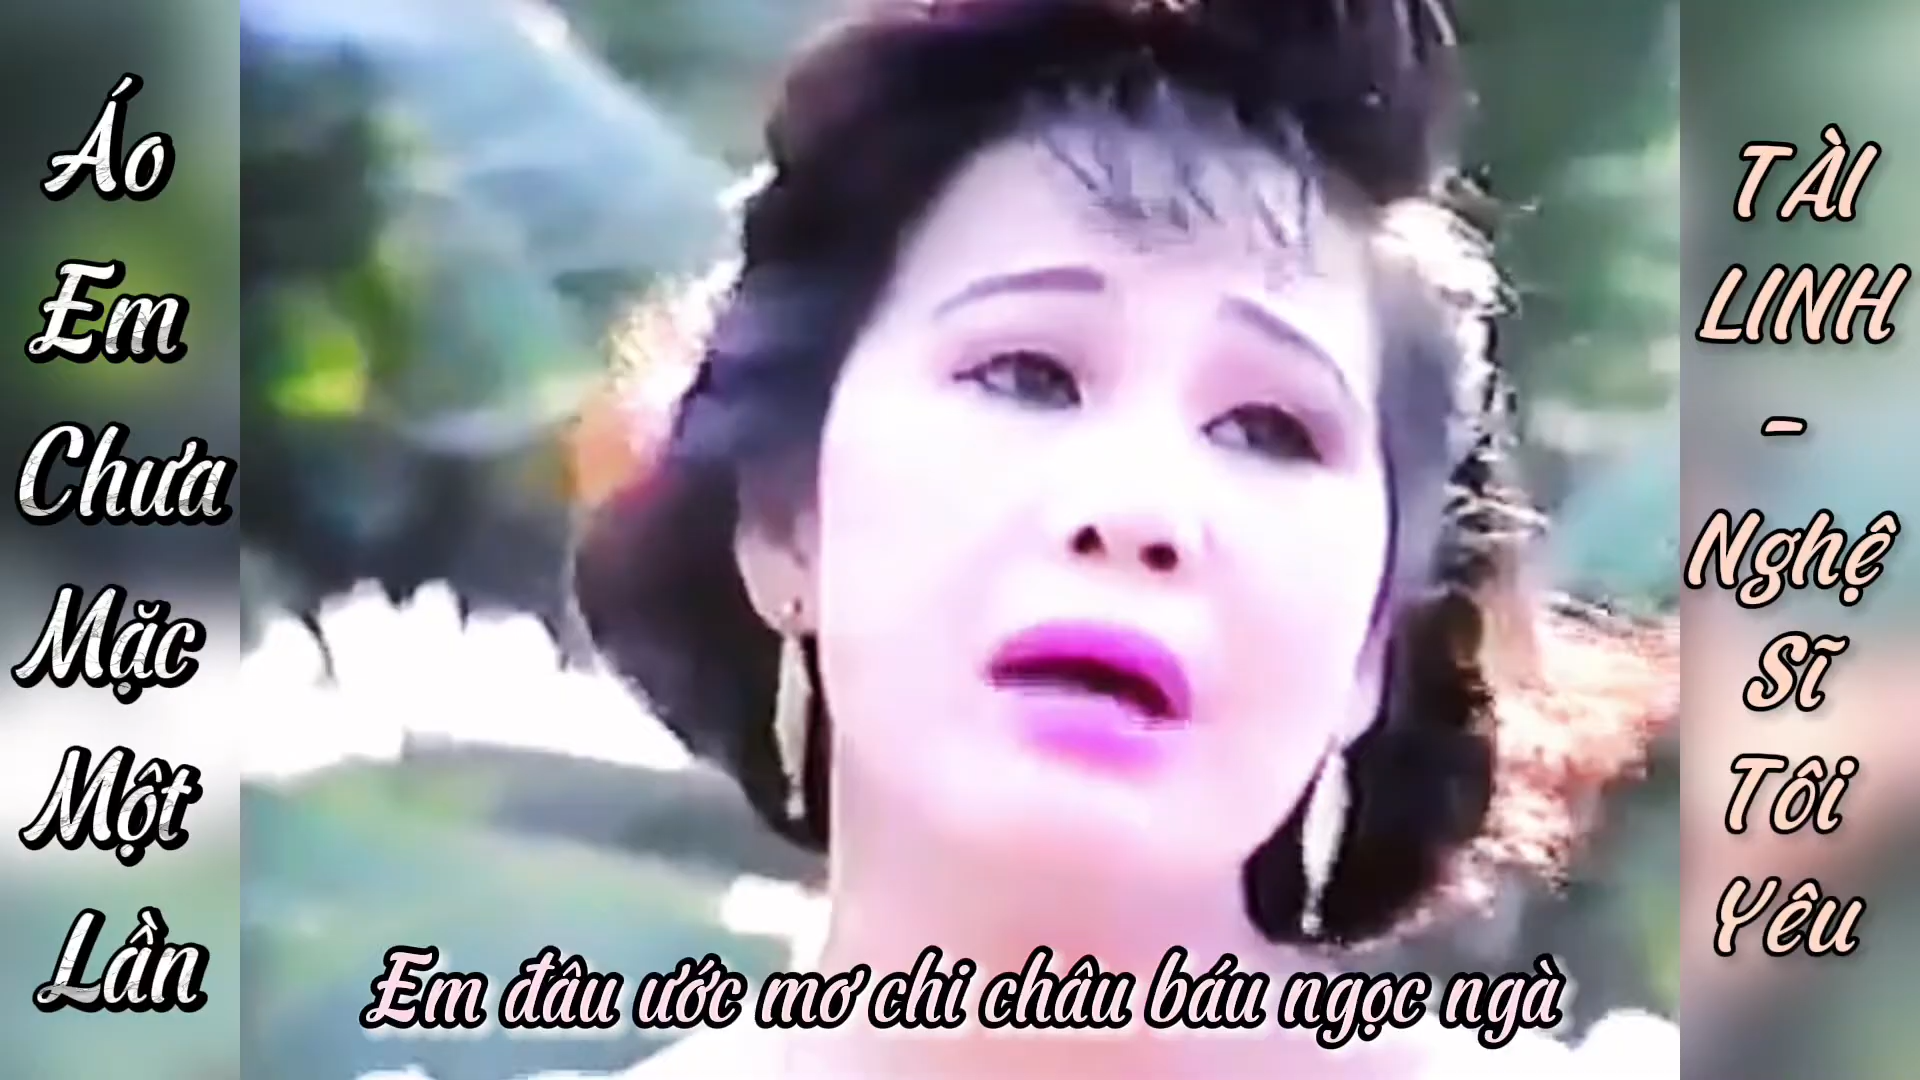 Áo
Em
Chưa
Mặc
Một
Lần
TÀI
LINH
-
Nghệ
Sĩ
Tôi
Yêu
Em đâu ước mơ chi châu báu ngọc ngà